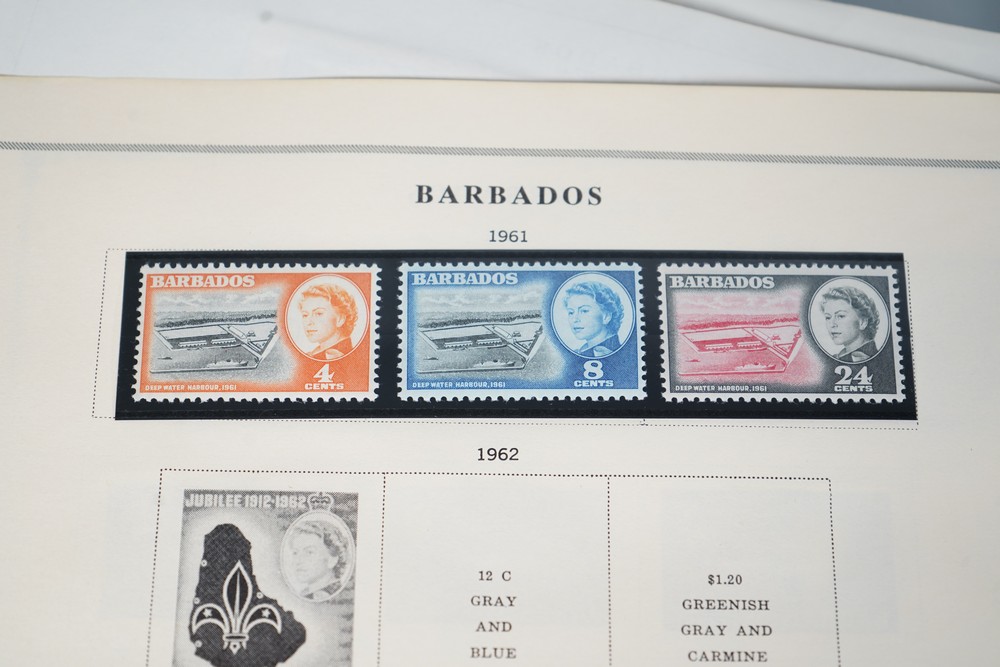 BARBADOS
1961
BARBADOS
DEEP WATER HARBOUR, 1961
4
CENTS
BARBADOS
DEEP WATER HARBOUR, 1961
8
CENTS
BARBADOS
DEEP WATER HARBOUR, 1961
24
CENTS
1962
JUBILEE 1912-1962
12 C
GRAY
AND
BLUE
$1.20
GREENISH
GRAY AND
CARMINE